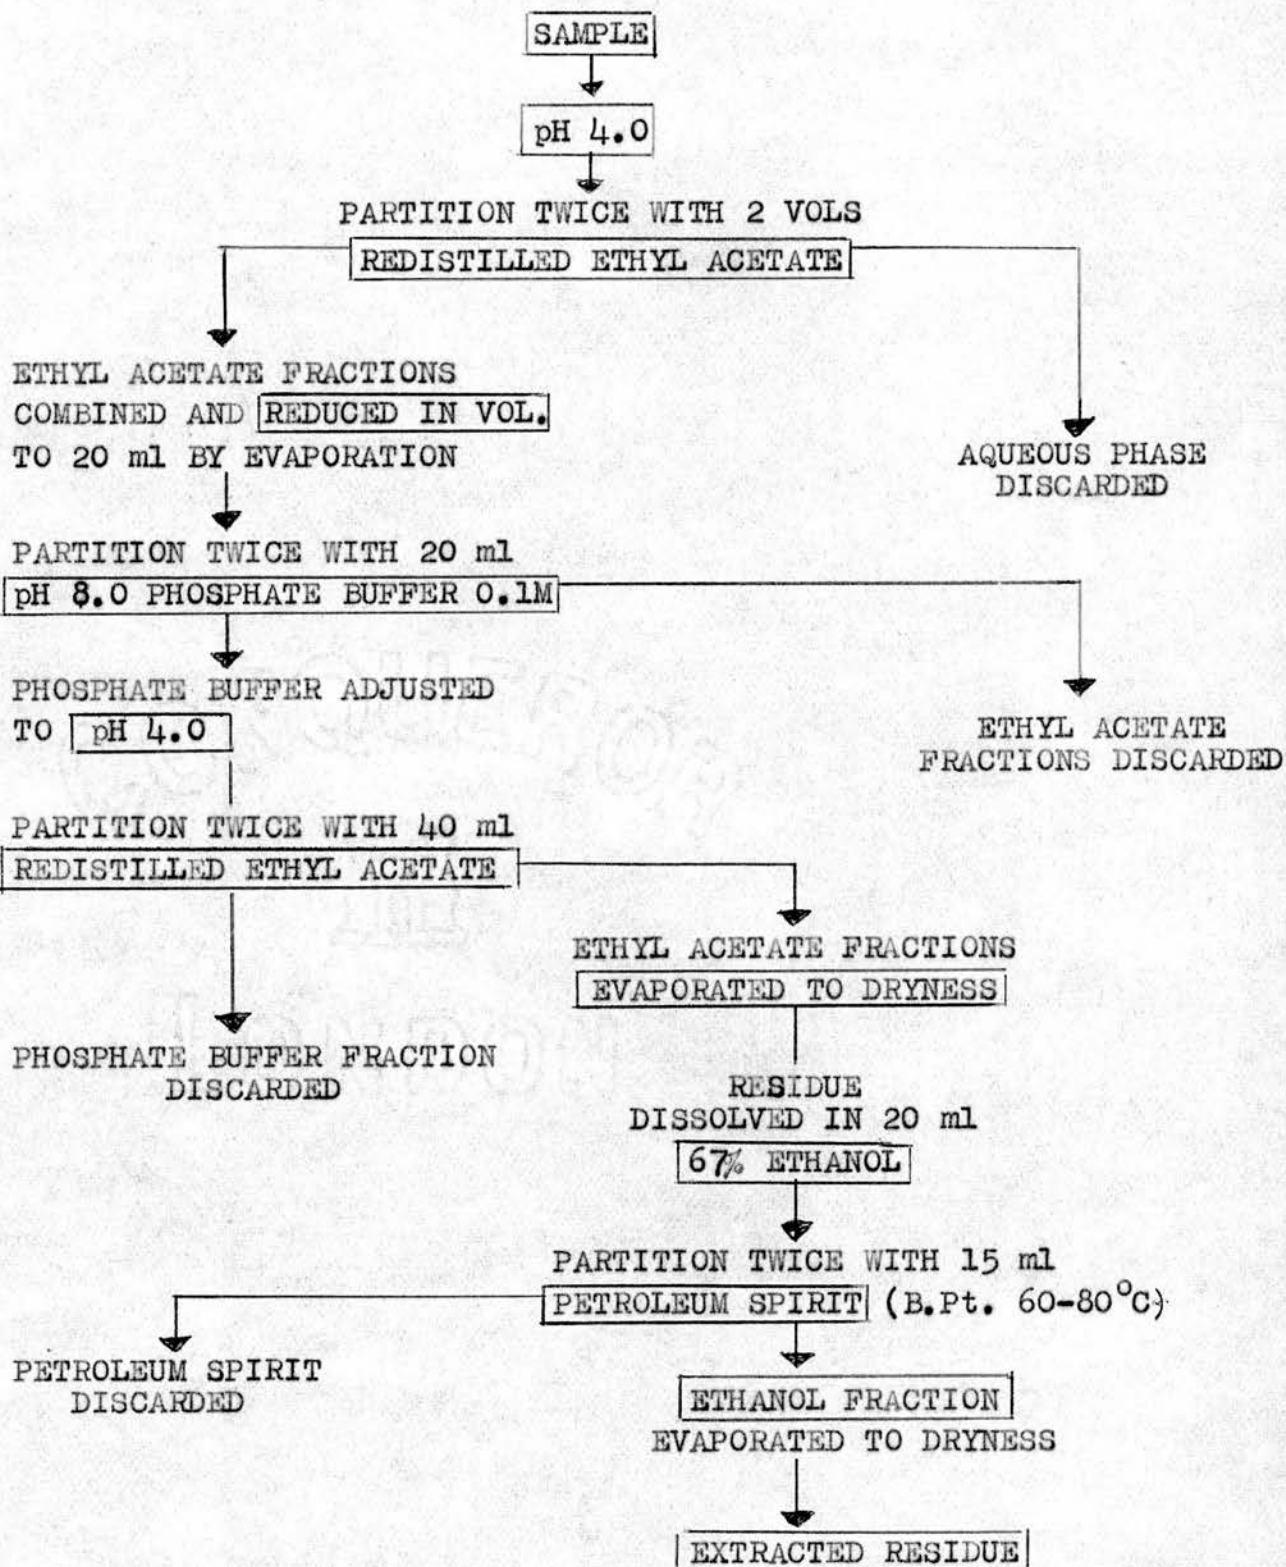 SAMPLE
pH 4.0
PARTITION TWICE WITH 2 VOLS
REDISTILLED ETHYL ACETATE
ETHYL ACETATE FRACTIONS
COMBINED AND REDUCED IN VOL.
TO 20 ml BY EVAPORATION
AQUEOUS PHASE
DISCARDED
PARTITION TWICE WITH 20 ml
pH 8.0 PHOSPHATE BUFFER 0.1M
PHOSPHATE BUFFER ADJUSTED
TO pH 4.0
ETHYL ACETATE
FRACTIONS DISCARDED
PARTITION TWICE WITH 40 ml
REDISTILLED ETHYL ACETATE
ETHYL ACETATE FRACTIONS
EVAPORATED TO DRYNESS
PHOSPHATE BUFFER FRACTION
DISCARDED
RESIDUE
DISSOLVED IN 20 ml
67% ETHANOL
PARTITION TWICE WITH 15 ml
PETROLEUM SPIRIT (B.Pt. 60-80°C)
PETROLEUM SPIRIT
DISCARDED
ETHANOL FRACTION
EVAPORATED TO DRYNESS
EXTRACTED RESIDUE